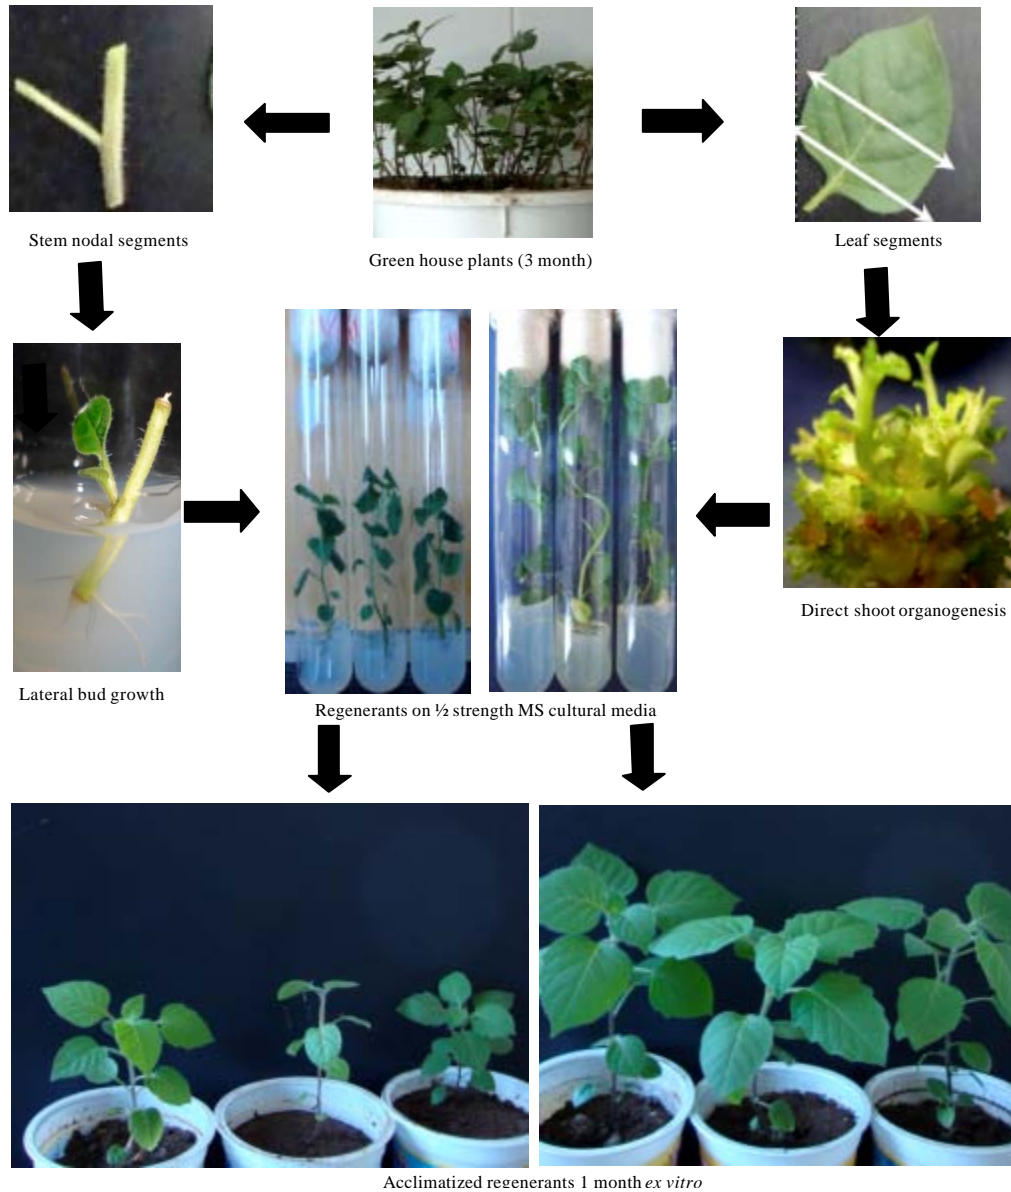 Stem nodal segments
Green house plants (3 month)
Leaf segments
Lateral bud growth
Direct shoot organogenesis
Regenerants on ½ strength MS cultural media
Acclimatized regenerants 1 month ex vitro